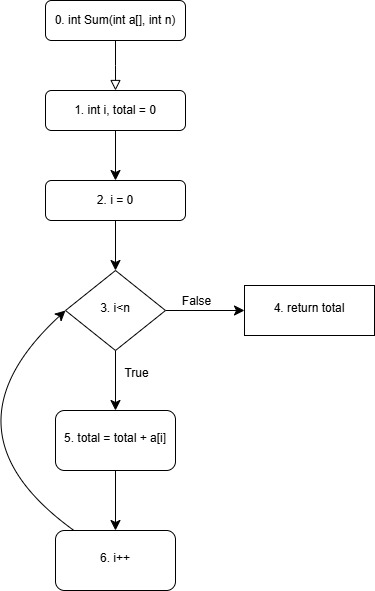 0. int Sum(int a[], int n)
1. int i, total = 0
2. i = 0
3. i<n
False
4. return total
True
5. total = total + a[i]
6. i++